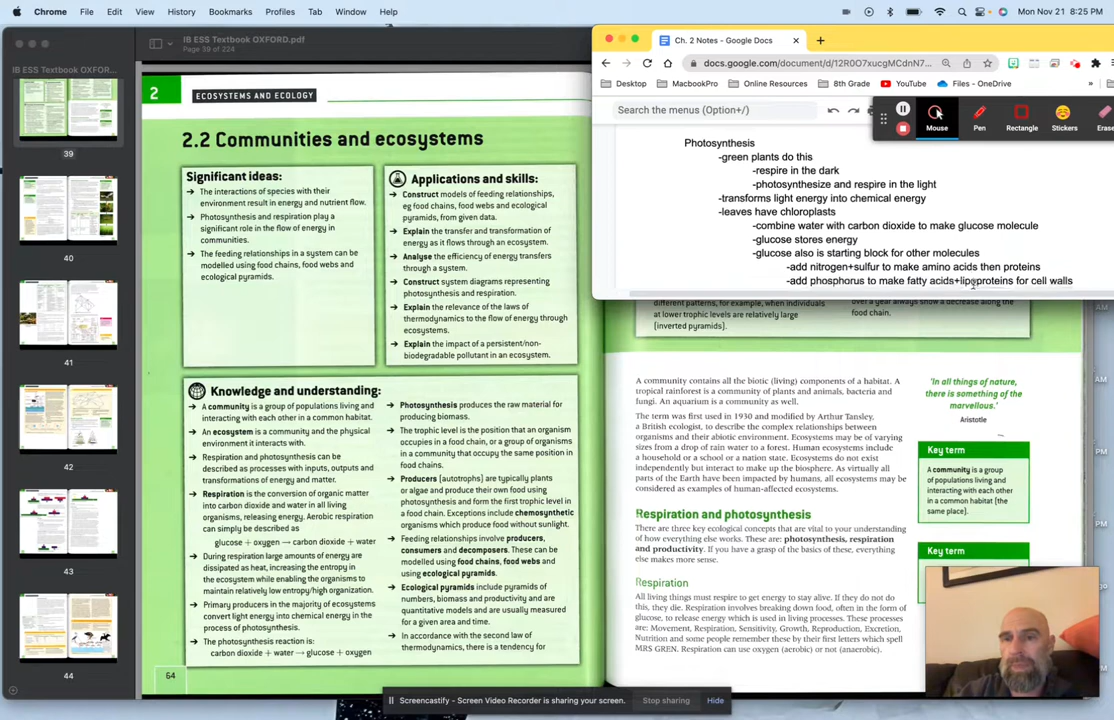 Chrome File Edit View History Bookmarks Profiles Tab Window Help
Mon Nov 21 8:25 PM
IB ESS Textbook OXFORD.pdf
Page 39 of 224
IB ESS Textbook OXFOR...
39
40
41
42
43
44
2
ECOSYSTEMS AND ECOLOGY
2.2 Communities and ecosystems
Significant ideas:
→ The interactions of species with their
environment result in energy and nutrient flow.
→ Photosynthesis and respiration play a
significant role in the flow of energy in
communities.
→ The feeding relationships in a system can be
modelled using food chains, food webs and
ecological pyramids.
Applications and skills:
→ Construct models of feeding relationships,
eg food chains, food webs and ecological
pyramids, from given data.
→ Explain the transfer and transformation of
energy as it flows through an ecosystem.
→ Analyse the efficiency of energy transfers
through a system.
→ Construct system diagrams representing
photosynthesis and respiration.
→ Explain the relevance of the laws of
thermodynamics to the flow of energy through
ecosystems.
→ Explain the impact of a persistent/non-
biodegradable pollutant in an ecosystem.
Knowledge and understanding:
→ A community is a group of populations living and
interacting with each other in a common habitat.
→ An ecosystem is a community and the physical
environment it interacts with.
→ Respiration and photosynthesis can be
described as processes with inputs, outputs and
transformations of energy and matter.
→ Respiration is the conversion of organic matter
into carbon dioxide and water in all living
organisms, releasing energy. Aerobic respiration
can simply be described as
glucose + oxygen → carbon dioxide + water
→ During respiration large amounts of energy are
dissipated as heat, increasing the entropy in
the ecosystem while enabling the organisms to
maintain relatively low entropy/high organization.
→ Primary producers in the majority of ecosystems
convert light energy into chemical energy in the
process of photosynthesis.
→ The photosynthesis reaction is:
carbon dioxide + water → glucose + oxygen
→ Photosynthesis produces the raw material for
producing biomass.
→ The trophic level is the position that an organism
occupies in a food chain, or a group of organisms
in a community that occupy the same position in
food chains.
→ Producers (autotrophs) are typically plants
or algae and produce their own food using
photosynthesis and form the first trophic level in
a food chain. Exceptions include chemosynthetic
organisms which produce food without sunlight.
→ Feeding relationships involve producers,
consumers and decomposers. These can be
modelled using food chains, food webs and
using ecological pyramids.
→ Ecological pyramids include pyramids of
numbers, biomass and productivity and are
quantitative models and are usually measured
for a given area and time.
→ In accordance with the second law of
thermodynamics, there is a tendency for
64
Ch. 2 Notes - Google Docs
docs.google.com/document/d/12R0O7xucgMCdnN7...
Desktop MacbookPro Online Resources 8th Grade YouTube Files - OneDrive »
Search the menus (Option+/)
Mouse Pen Rectangle Stickers Erase
Photosynthesis
-green plants do this
-respire in the dark
-photosynthesize and respire in the light
-transforms light energy into chemical energy
-leaves have chloroplasts
-combine water with carbon dioxide to make glucose molecule
-glucose stores energy
-glucose also is starting block for other molecules
-add nitrogen+sulfur to make amino acids then proteins
-add phosphorus to make fatty acids+lipoproteins for cell walls
different patterns, for example, when individuals
at lower trophic levels are relatively large
(inverted pyramids).
over a year always show a decrease along the
food chain.
A community contains all the biotic (living) components of a habitat. A
tropical rainforest is a community of plants and animals, bacteria and
fungi. An aquarium is a community as well.
The term was first used in 1930 and modified by Arthur Tansley,
a British ecologist, to describe the complex relationships between
organisms and their abiotic environment. Ecosystems may be of varying
sizes from a drop of rain water to a forest. Human ecosystems include
a household or a school or a nation state. Ecosystems do not exist
independently but interact to make up the biosphere. As virtually all
parts of the Earth have been impacted by humans, all ecosystems may be
considered as examples of human-affected ecosystems.
Respiration and photosynthesis
There are three key ecological concepts that are vital to your understanding
of how everything else works. These are: photosynthesis, respiration
and productivity. If you have a grasp of the basics of these, everything
else makes more sense.
Respiration
All living things must respire to get energy to stay alive. If they do not do
this, they die. Respiration involves breaking down food, often in the form of
glucose, to release energy which is used in living processes. These processes
are: Movement, Respiration, Sensitivity, Growth, Reproduction, Excretion,
Nutrition and some people remember these by their first letters which spell
MRS GREN. Respiration can use oxygen (aerobic) or not (anaerobic).
'In all things of nature,
there is something of the
marvellous.'
Aristotle
Key term
A community is a group
of populations living and
interacting with each other
in a common habitat (the
same place).
Key term
AM
PM
PM
PM
Screencastify - Screen Video Recorder is sharing your screen. Stop sharing Hide